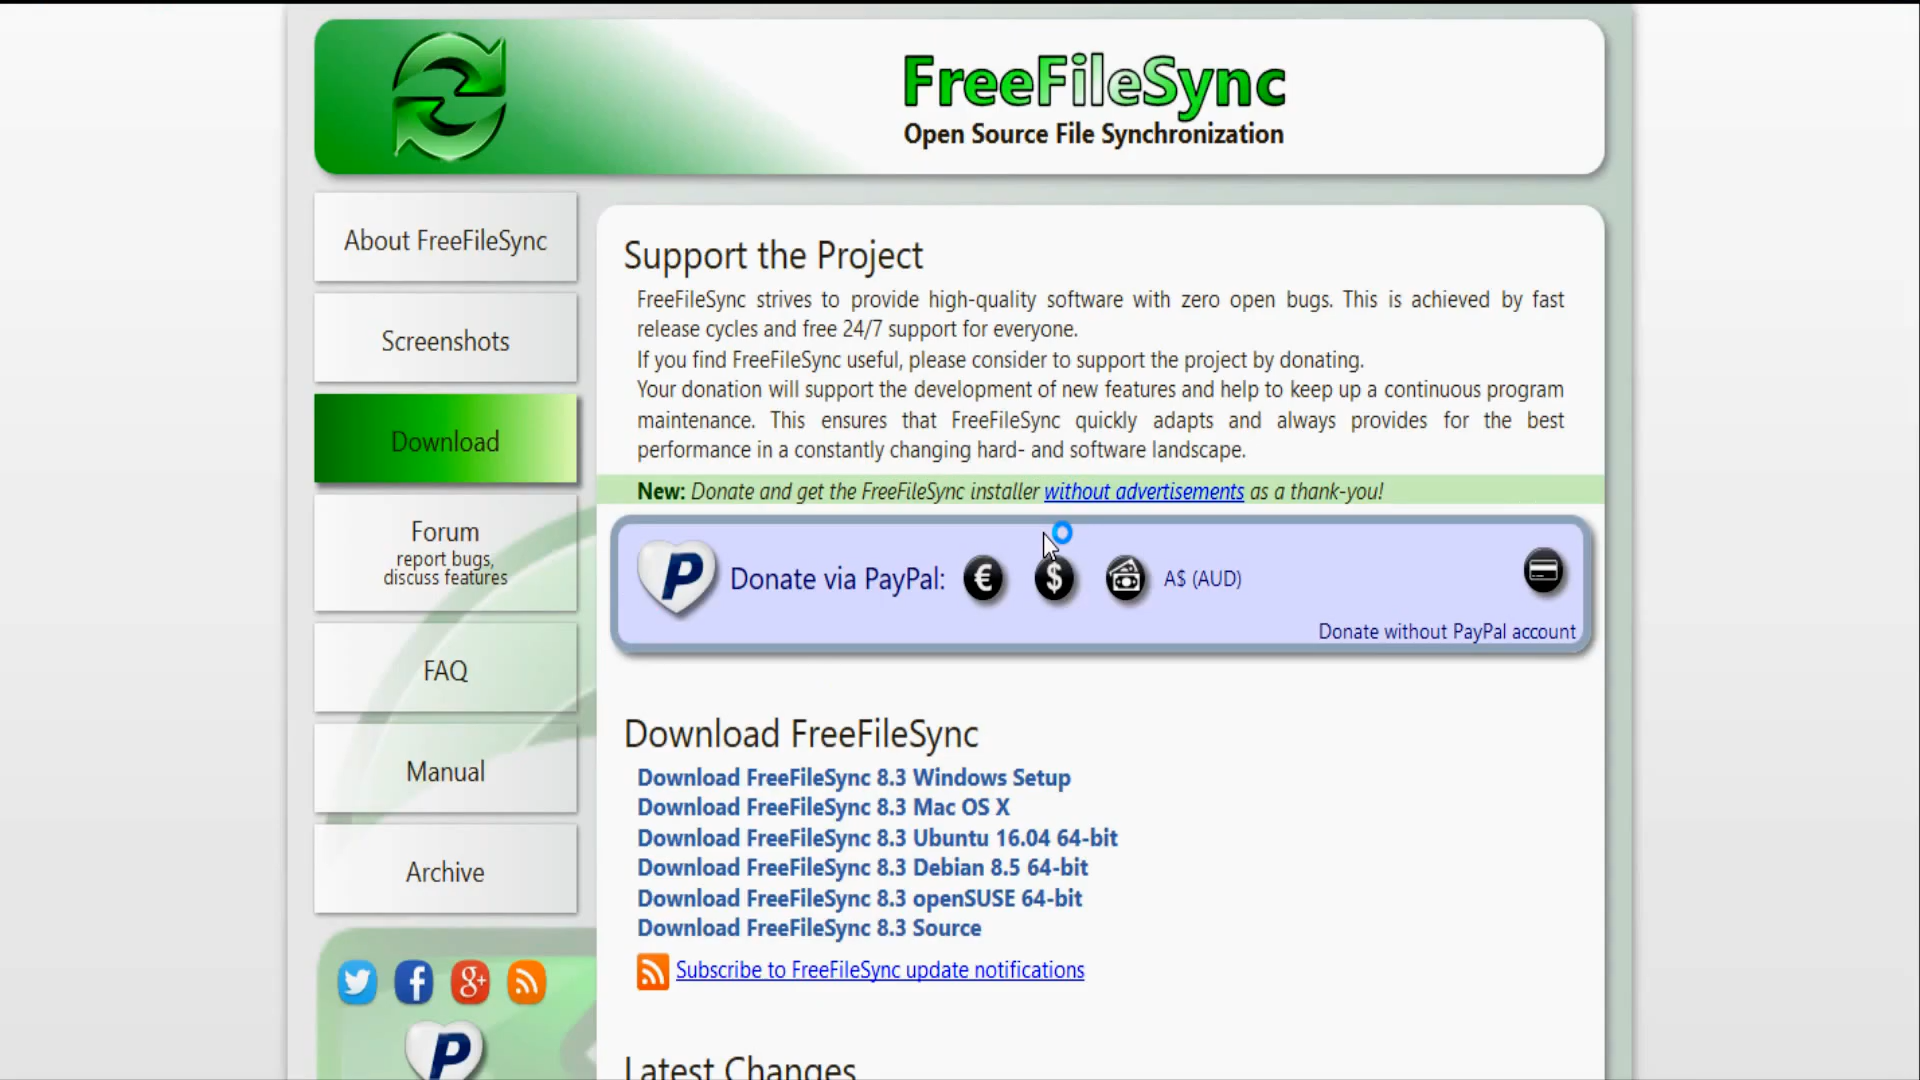 FreeFileSync
Open Source File Synchronization
About FreeFileSync
Screenshots
Download
Forum
report bugs,
discuss features
FAQ
Manual
Archive
Support the Project
FreeFileSync strives to provide high-quality software with zero open bugs. This is achieved by fast
release cycles and free 24/7 support for everyone.
If you find FreeFileSync useful, please consider to support the project by donating.
Your donation will support the development of new features and help to keep up a continuous program
maintenance. This ensures that FreeFileSync quickly adapts and always provides for the best
performance in a constantly changing hard- and software landscape.
New: Donate and get the FreeFileSync installer without advertisements as a thank-you!
P Donate via PayPal: € $ A$ (AUD)
Donate without PayPal account
Download FreeFileSync
Download FreeFileSync 8.3 Windows Setup
Download FreeFileSync 8.3 Mac OS X
Download FreeFileSync 8.3 Ubuntu 16.04 64-bit
Download FreeFileSync 8.3 Debian 8.5 64-bit
Download FreeFileSync 8.3 openSUSE 64-bit
Download FreeFileSync 8.3 Source
Subscribe to FreeFileSync update notifications
f g+
P
Latest Changes